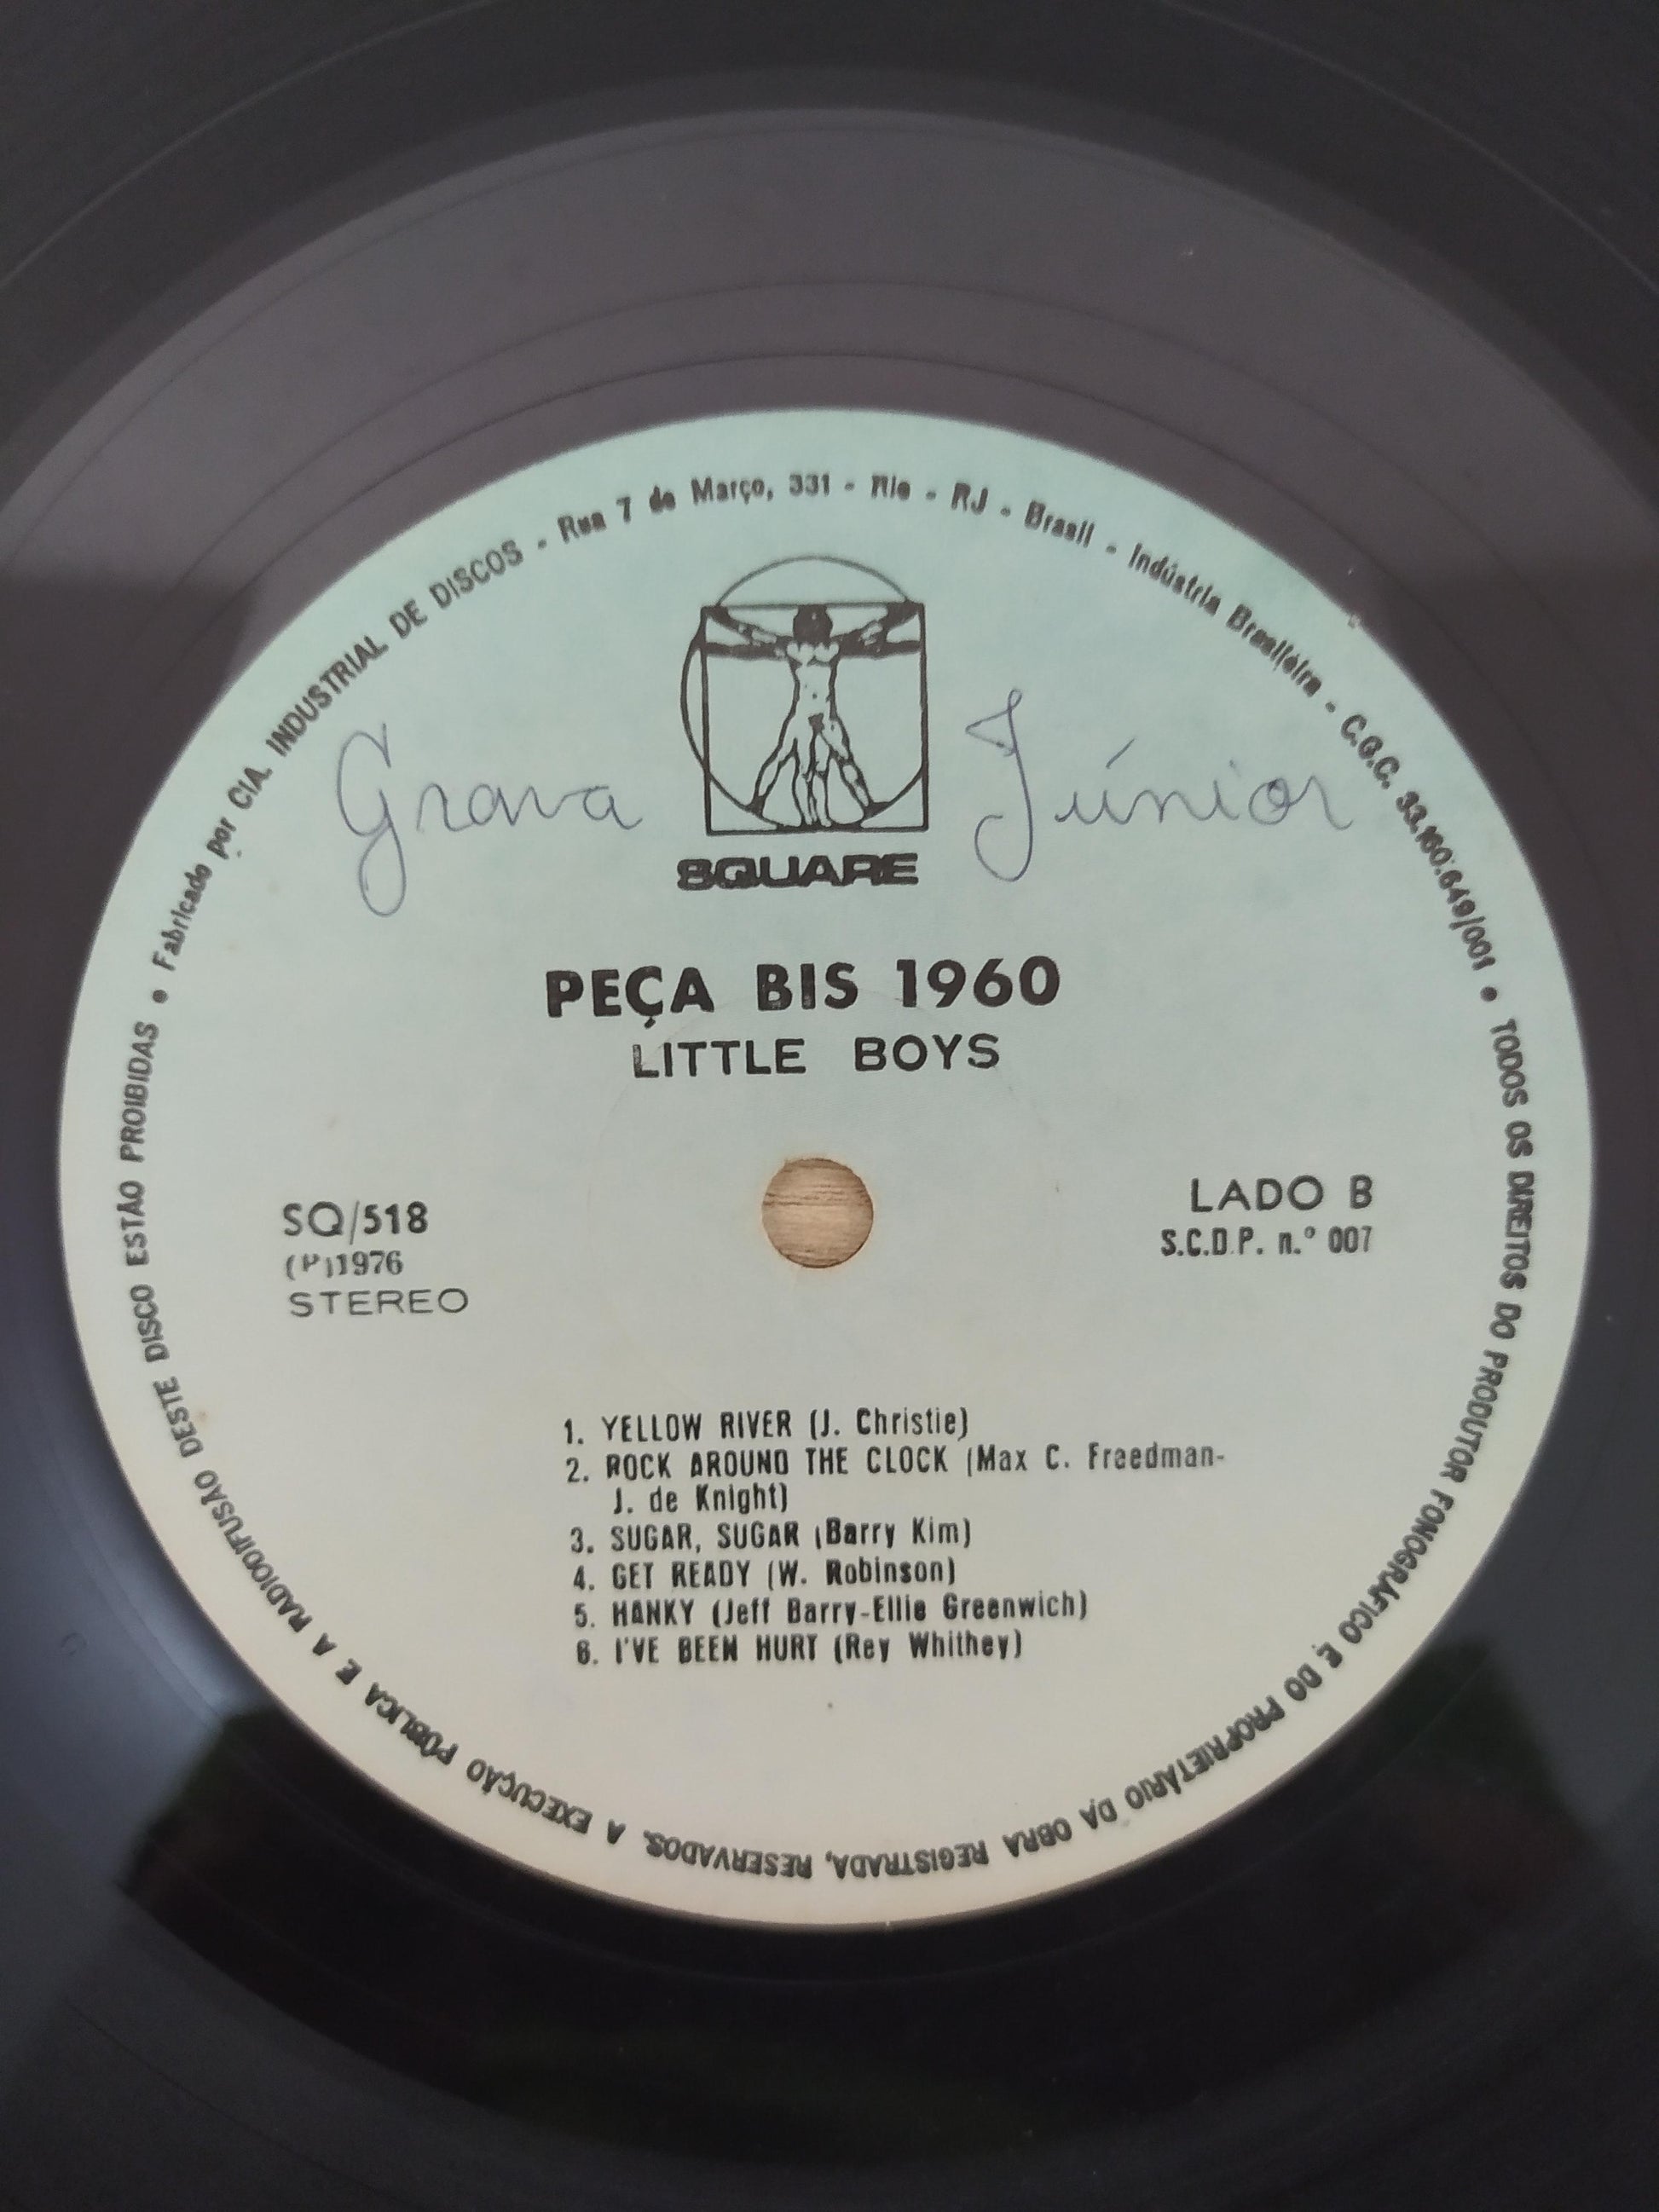 • Fabricado por CIA. INDUSTRIAL DE DISCOS - Rua 7 de Março, 331 - Rio - RJ - Brasil - Indústria Brasileira - C.G.C. 33.160.649/001 •
TODOS OS DIREITOS DO PRODUTOR FONOGRÁFICO E DO PROPRIETÁRIO DA OBRA REGISTRADA, RESERVADOS. A EXECUÇÃO PÚBLICA E A RADIODIFUSÃO DESTE DISCO ESTÃO PROIBIDAS
Grava Júnior
SQUARE
PEÇA BIS 1960
LITTLE BOYS
SQ/518
(P)1976
STEREO
LADO B
S.C.D.P. n.º 007
1. YELLOW RIVER (J. Christie)
2. ROCK AROUND THE CLOCK (Max C. Fraedman-
J. de Knight)
3. SUGAR, SUGAR (Barry Kim)
4. GET READY (W. Robinson)
5. HANKY (Jeff Barry-Ellie Greenwich)
6. I'VE BEEN HURT (Rey Whithey)